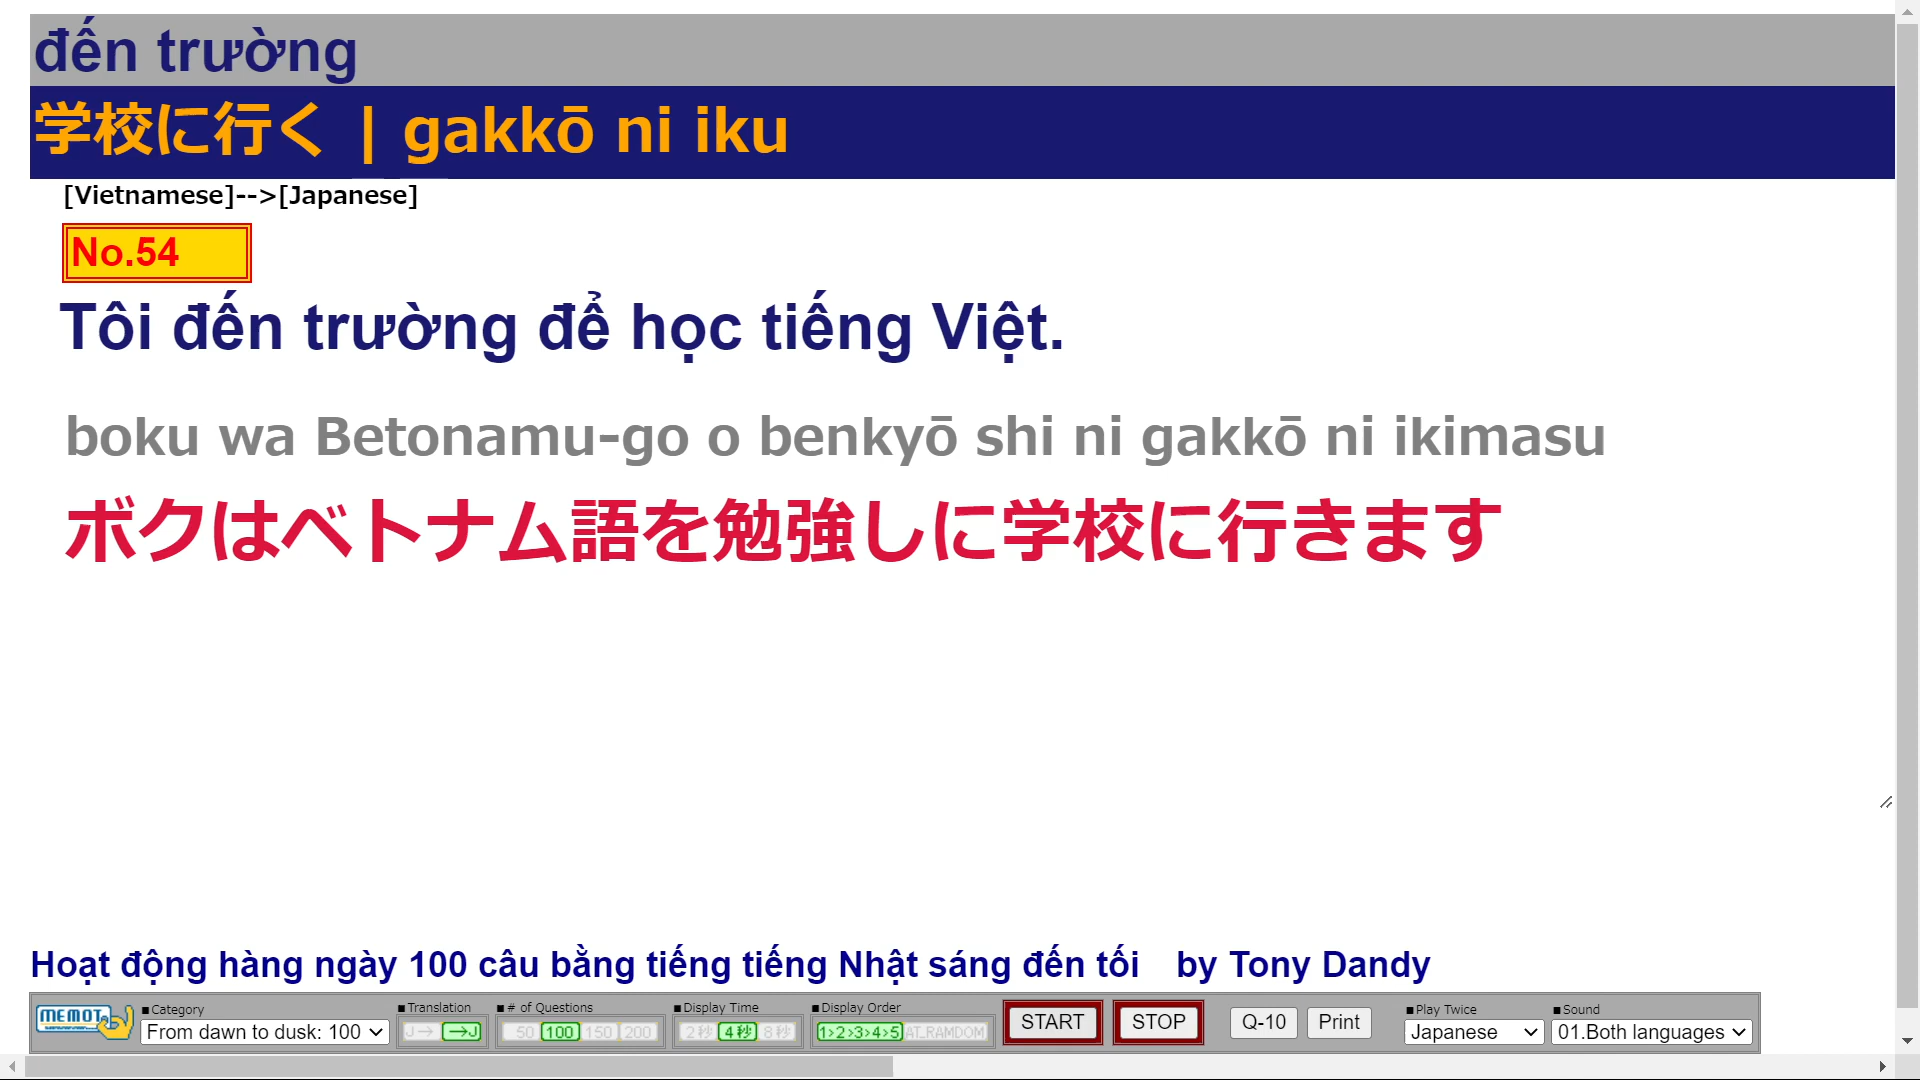 đến trường
学校に行く | gakkō ni iku
[Vietnamese]-->[Japanese]
No.54
Tôi đến trường để học tiếng Việt.
boku wa Betonamu-go o benkyō shi ni gakkō ni ikimasu
ボクはベトナム語を勉強しに学校に行きます
Hoạt động hàng ngày 100 câu bằng tiếng tiếng Nhật sáng đến tối by Tony Dandy
■Category ■Translation ■# of Questions ■Display Time ■Display Order ■Play Twice ■Sound
MEMOT From dawn to dusk: 100 J→ →J 50 100 150 200 2秒 4秒 8秒 1>2>3>4>5 AT_RAMDOM START STOP Q-10 Print Japanese 01.Both languages